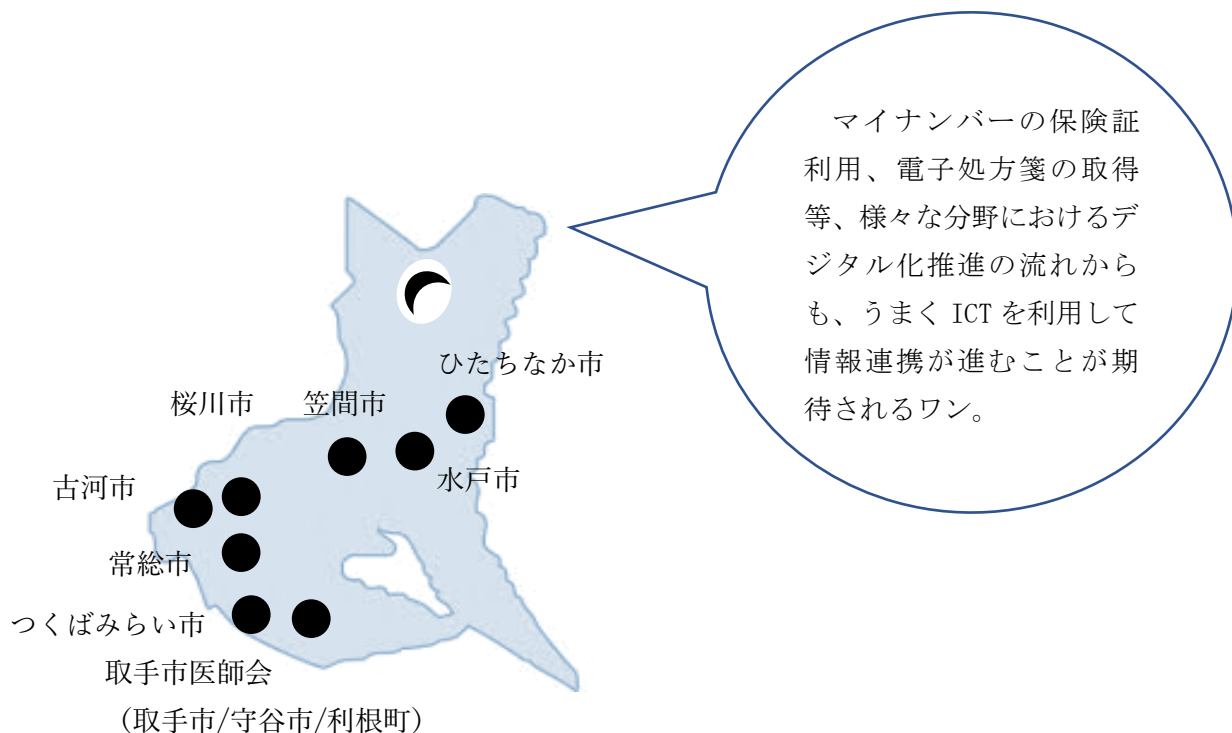 マイナンバーの保険証
利用、電子処方箋の取得
等、様々な分野におけるデ
ジタル化推進の流れから
も、うまく ICT を利用して
情報連携が進むことが期
待されるワン。
ひたちなか市
桜川市
笠間市
水戸市
古河市
常総市
つくばみらい市
取手市医師会
（取手市/守谷市/利根町）